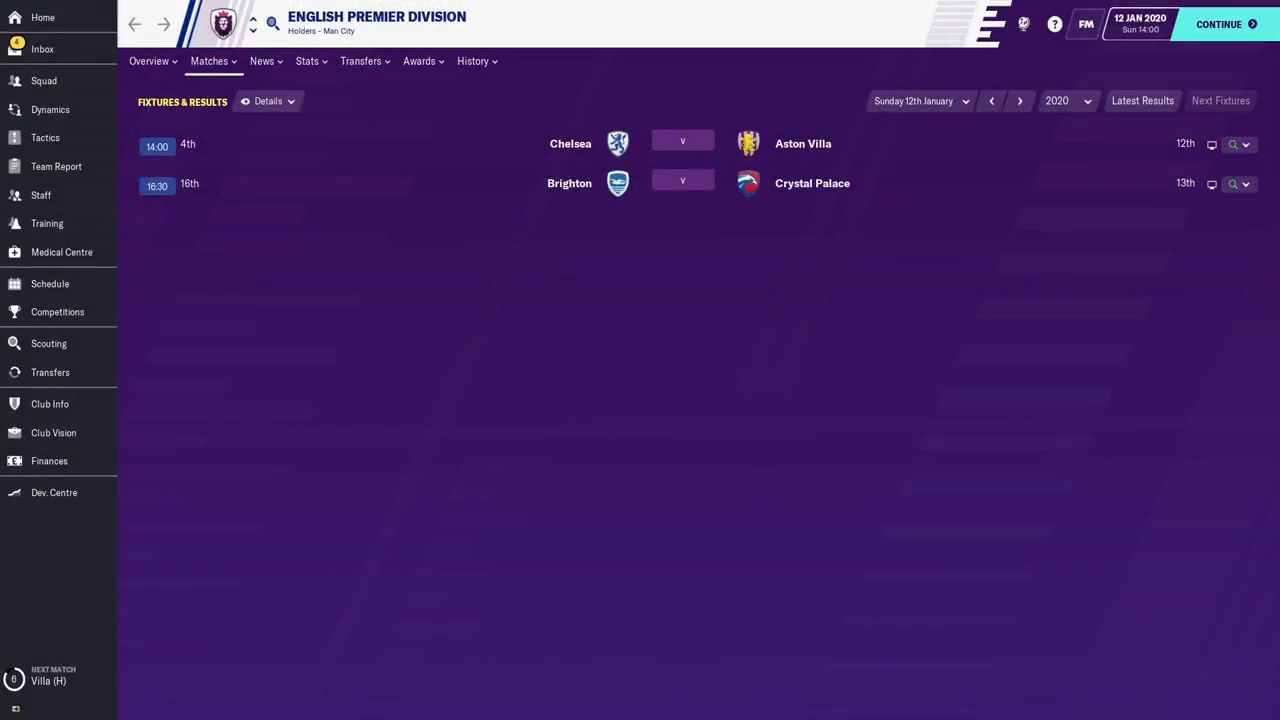 Home
4
Inbox
Squad
Dynamics
Tactics
Team Report
Staff
Training
Medical Centre
Schedule
Competitions
Scouting
Transfers
Club Info
Club Vision
Finances
Dev. Centre
6
NEXT MATCH
Villa (H)
ENGLISH PREMIER DIVISION
Holders - Man City
? FM 12 JAN 2020 CONTINUE
Sun 14:00
Overview Matches News Stats Transfers Awards History
FIXTURES & RESULTS Details Sunday 12th January 2020 Latest Results Next Fixtures
14:00 4th Chelsea v Aston Villa 12th
16:30 16th Brighton v Crystal Palace 13th